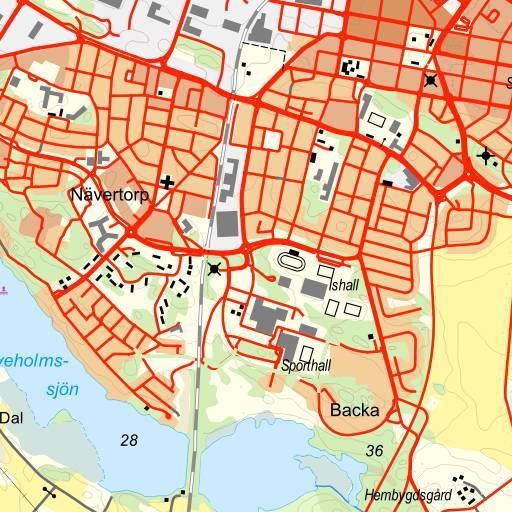 S
Nävertorp
Ishall
veholms-
sjön
Sporthall
Dal
Backa
28
36
Hembygdsgård